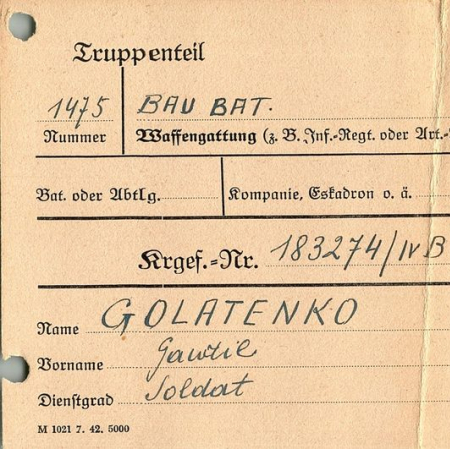 Truppenteil
1475 BAU BAT.
Nummer Waffengattung (z. B. Inf.-Regt. oder Art.-
Bat. oder Abtlg. Kompanie, Eskadron o. ä.
Krgef.-Nr. 183274/IV B
Name GOLATENKO
Vorname Gawril
Dienstgrad Soldat
M 1021 7. 42. 5000